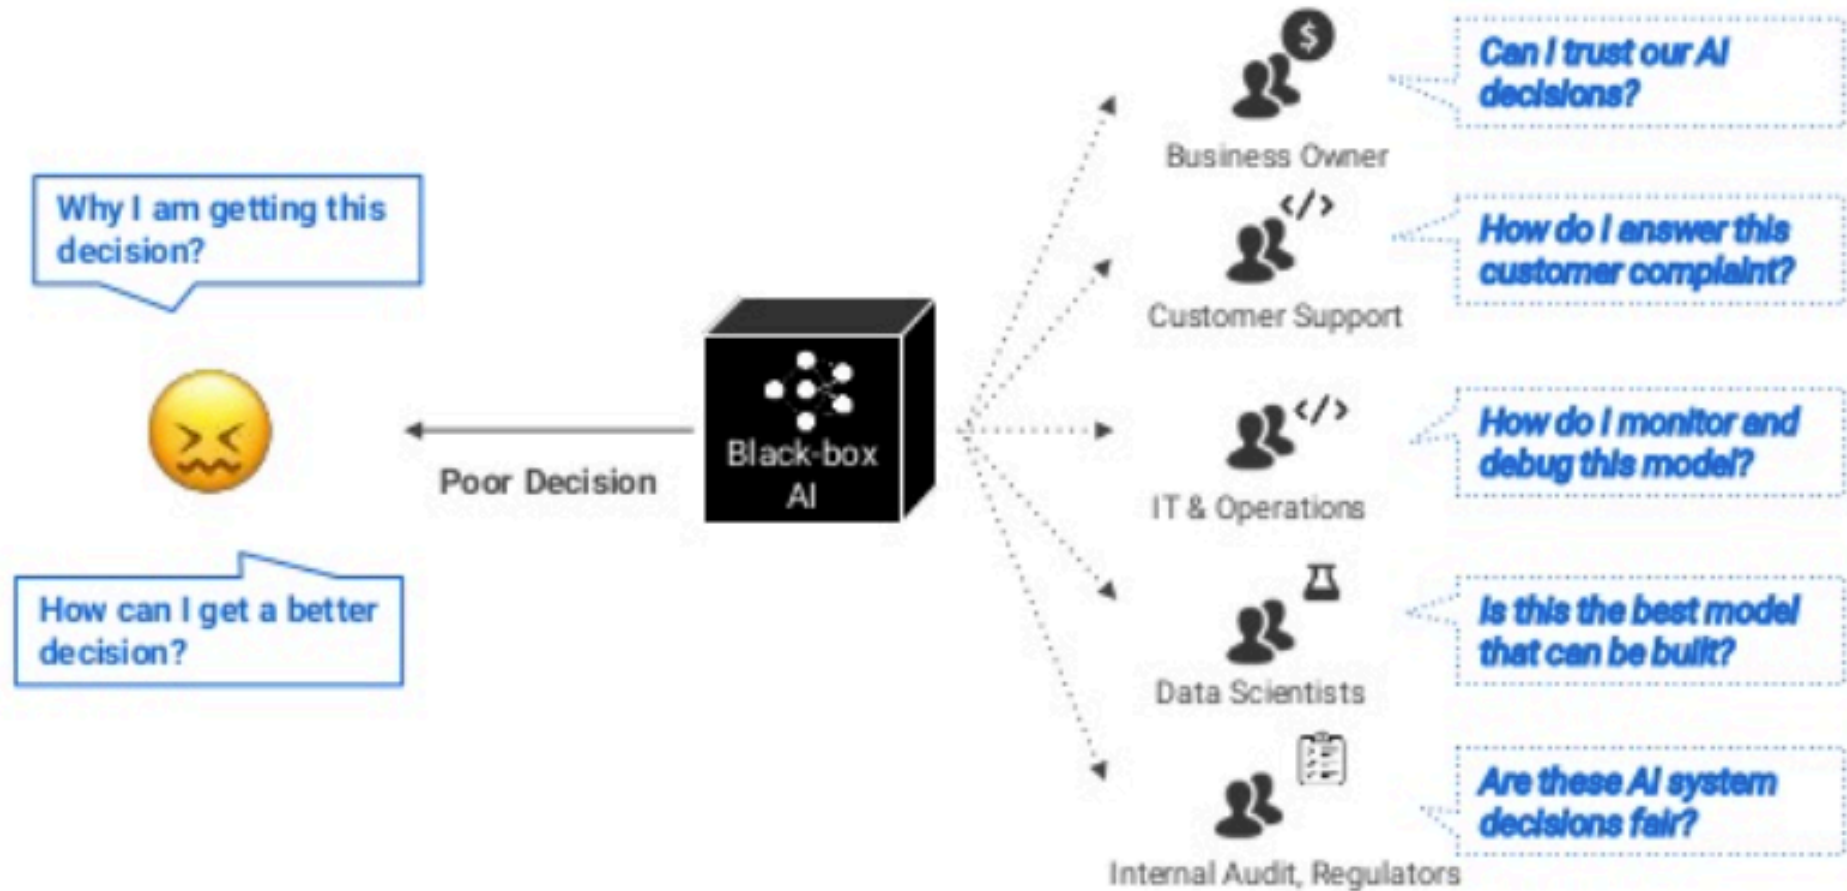 Why I am getting this
decision?
How can I get a better
decision?
Poor Decision
Black-box
AI
$
Business Owner
Can I trust our AI
decisions?
</>
Customer Support
How do I answer this
customer complaint?
</>
IT & Operations
How do I monitor and
debug this model?
Data Scientists
Is this the best model
that can be built?
Internal Audit, Regulators
Are these AI system
decisions fair?